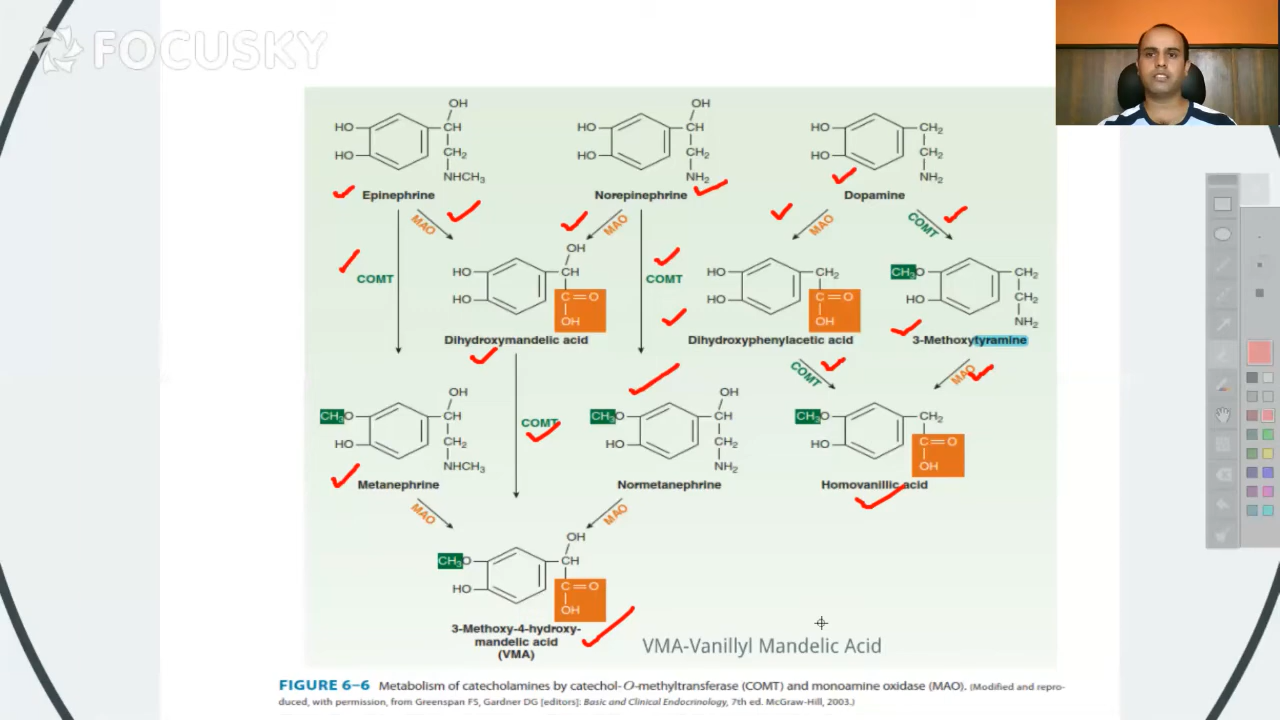 FOCUSKY
OH OH
HO CH HO CH HO CH₂
HO CH₂ HO CH₂ HO CH₂
NHCH₃ NH₂ NH₂
Epinephrine Norepinephrine Dopamine
MAO MAO MAO COMT
OH
HO CH HO CH₂ CH₃O CH₂
COMT COMT
HO C=O HO C=O HO CH₂
OH OH NH₂
Dihydroxymandelic acid Dihydroxyphenylacetic acid 3-Methoxytyramine
COMT MAO
OH OH
CH₃O CH CH₃O CH CH₃O CH₂
COMT
HO CH₂ HO CH₂ HO C=O
NHCH₃ NH₂ OH
Metanephrine Normetanephrine Homovanillic acid
MAO MAO
OH
CH₃O CH
HO C=O
OH
3-Methoxy-4-hydroxy-
mandelic acid
(VMA)
VMA-Vanillyl Mandelic Acid
FIGURE 6–6 Metabolism of catecholamines by catechol-O-methyltransferase (COMT) and monoamine oxidase (MAO). (Modified and repro-
duced, with permission, from Greenspan FS, Gardner DG [editors]: Basic and Clinical Endocrinology, 7th ed. McGraw-Hill, 2003.)